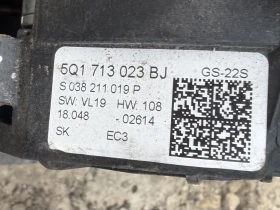 5Q1 713 023 BJ GS-22S
S 038 211 019 P
SW: VL19 HW: 108
18.048 - 02614
SK EC3